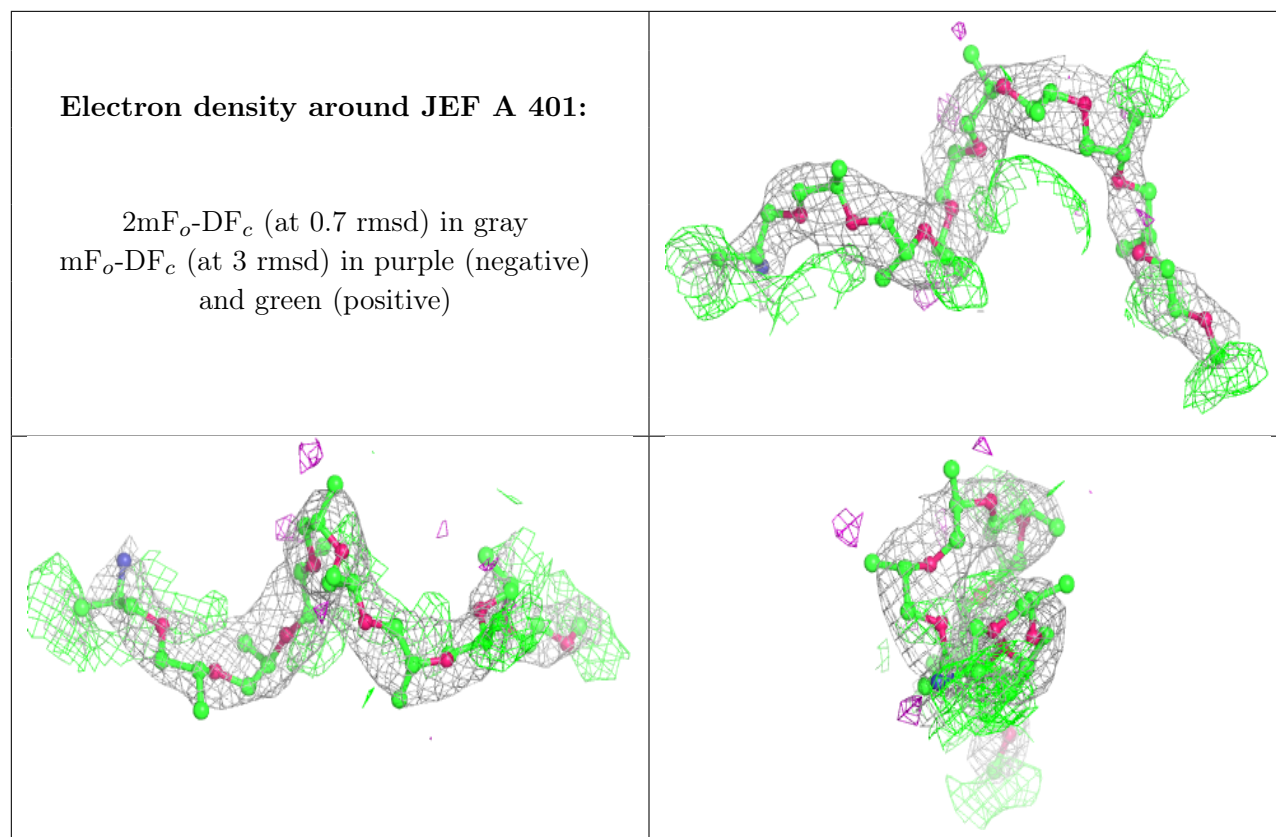 Electron density around JEF A 401:
2mFₒ-DF𝒸 (at 0.7 rmsd) in gray
mFₒ-DF𝒸 (at 3 rmsd) in purple (negative)
and green (positive)